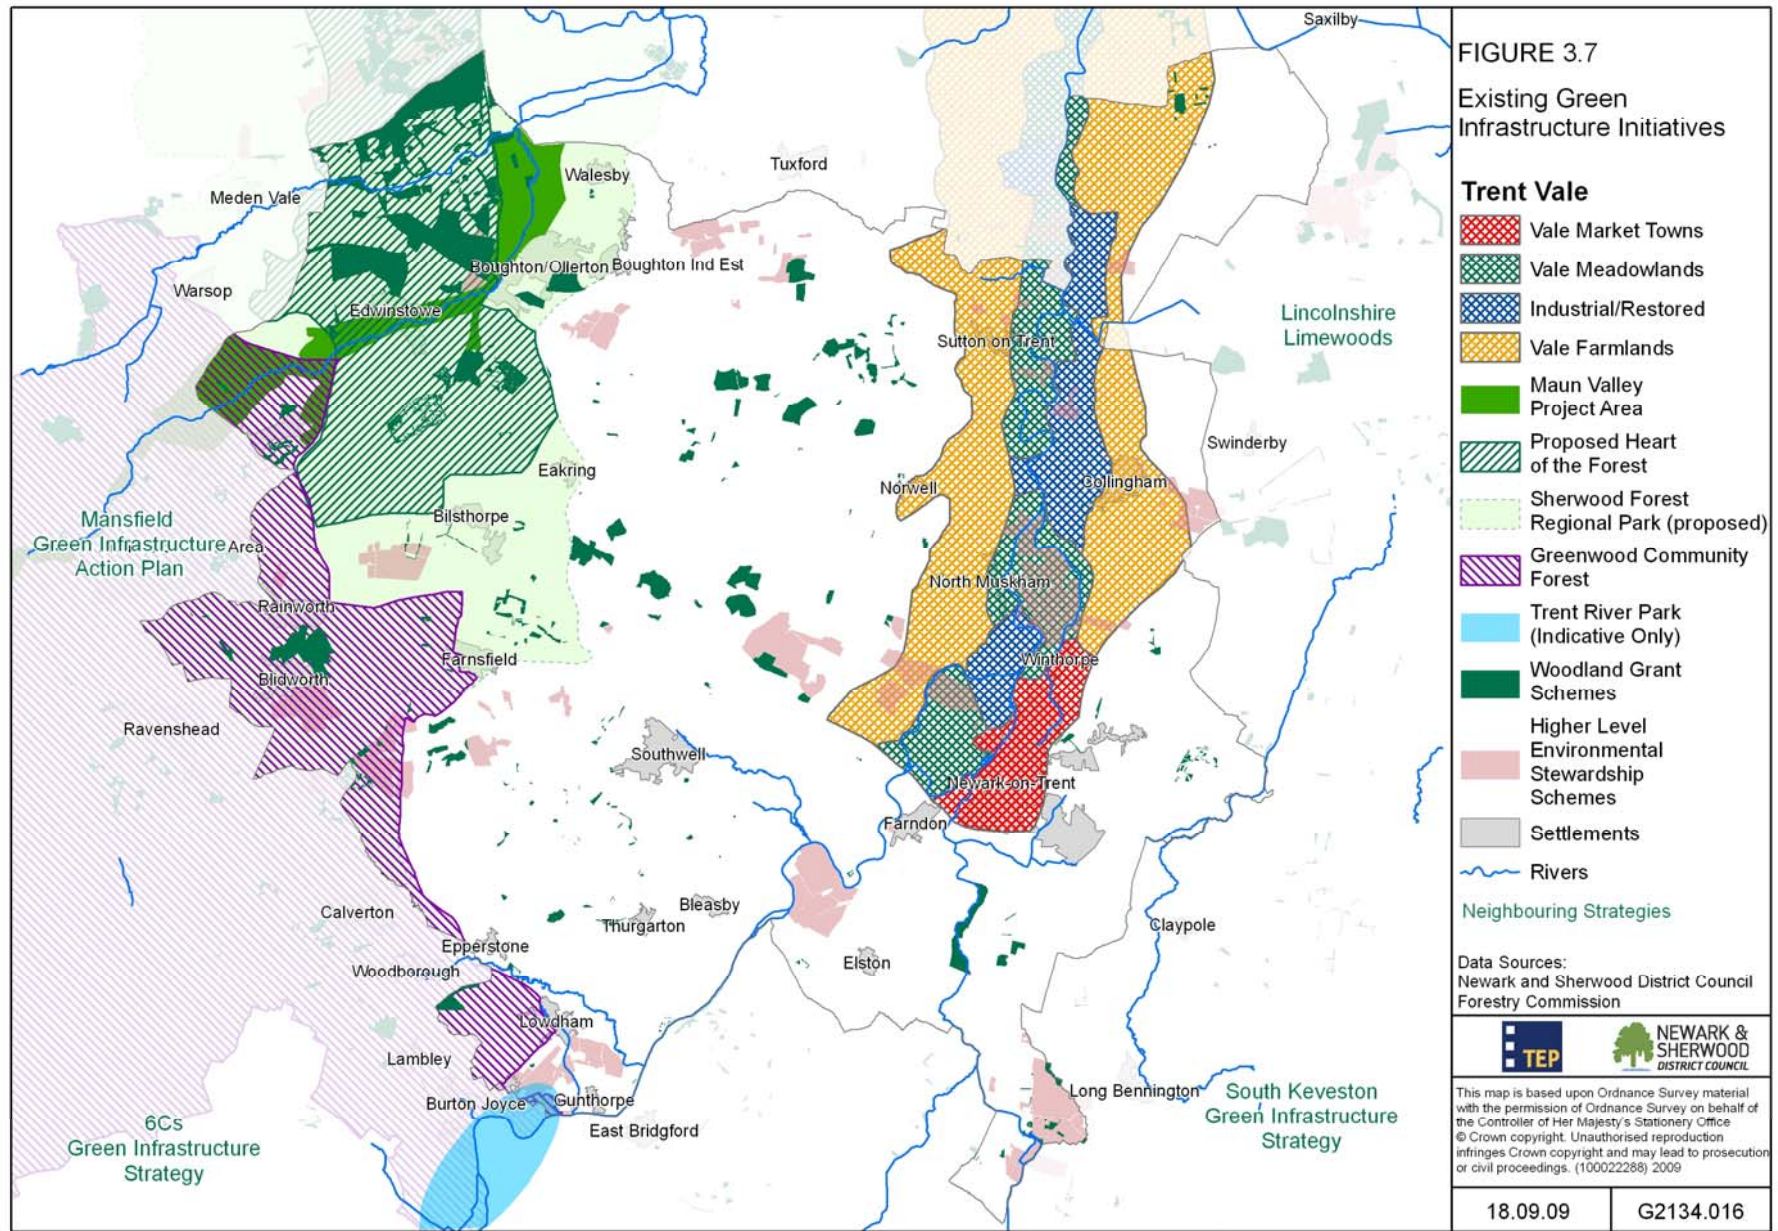 Saxilby
Tuxford
Walesby
Meden Vale
Boughton/Ollerton
Boughton Ind Est
Warsop
Edwinstowe
Lincolnshire
Limewoods
Sutton on Trent
Swinderby
Eakring
Norwell
Collingham
Bilsthorpe
Mansfield
Green Infrastructure
Action Plan
Area
North Muskham
Rainworth
Farnsfield
Winthorpe
Blidworth
Ravenshead
Southwell
Newark-on-Trent
Farndon
Calverton
Bleasby
Thurgarton
Claypole
Epperstone
Woodborough
Elston
Lowdham
Lambley
Long Bennington
Burton Joyce
Gunthorpe
East Bridgford
South Keveston
Green Infrastructure
Strategy
6Cs
Green Infrastructure
Strategy
FIGURE 3.7
Existing Green
Infrastructure Initiatives
Trent Vale
Vale Market Towns
Vale Meadowlands
Industrial/Restored
Vale Farmlands
Maun Valley
Project Area
Proposed Heart
of the Forest
Sherwood Forest
Regional Park (proposed)
Greenwood Community
Forest
Trent River Park
(Indicative Only)
Woodland Grant
Schemes
Higher Level
Environmental
Stewardship
Schemes
Settlements
Rivers
Neighbouring Strategies
Data Sources:
Newark and Sherwood District Council
Forestry Commission
TEP
NEWARK &
SHERWOOD
DISTRICT COUNCIL
This map is based upon Ordnance Survey material
with the permission of Ordnance Survey on behalf of
the Controller of Her Majesty's Stationery Office
© Crown copyright. Unauthorised reproduction
infringes Crown copyright and may lead to prosecution
or civil proceedings. (100022288) 2009
18.09.09
G2134.016